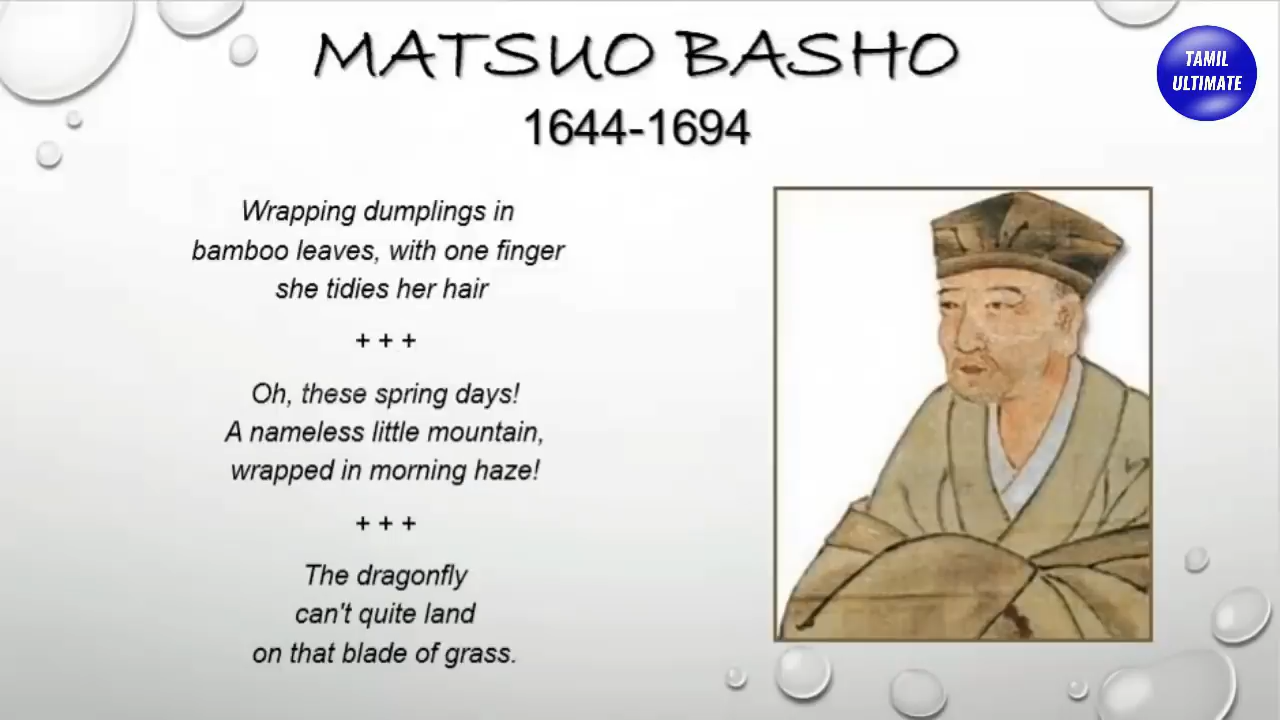 MATSUO BASHO
1644-1694
TAMIL
ULTIMATE
Wrapping dumplings in
bamboo leaves, with one finger
she tidies her hair
+ + +
Oh, these spring days!
A nameless little mountain,
wrapped in morning haze!
+ + +
The dragonfly
can't quite land
on that blade of grass.